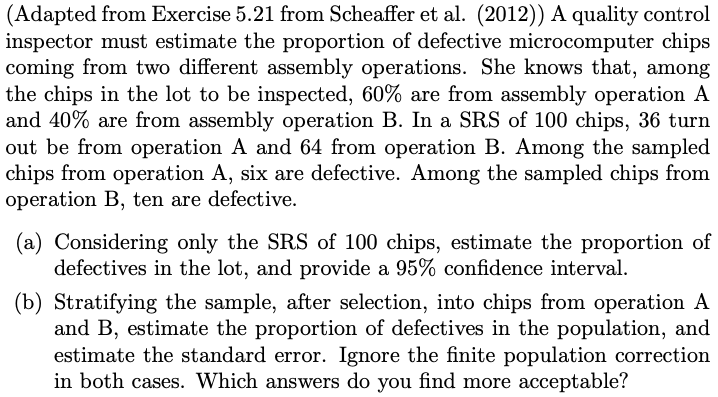 (Adapted from Exercise 5.21 from Scheaffer et al. (2012)) A quality control
inspector must estimate the proportion of defective microcomputer chips
coming from two different assembly operations. She knows that, among
the chips in the lot to be inspected, 60% are from assembly operation A
and 40% are from assembly operation B. In a SRS of 100 chips, 36 turn
out be from operation A and 64 from operation B. Among the sampled
chips from operation A, six are defective. Among the sampled chips from
operation B, ten are defective.
(a) Considering only the SRS of 100 chips, estimate the proportion of
defectives in the lot, and provide a 95% confidence interval.
(b) Stratifying the sample, after selection, into chips from operation A
and B, estimate the proportion of defectives in the population, and
estimate the standard error. Ignore the finite population correction
in both cases. Which answers do you find more acceptable?